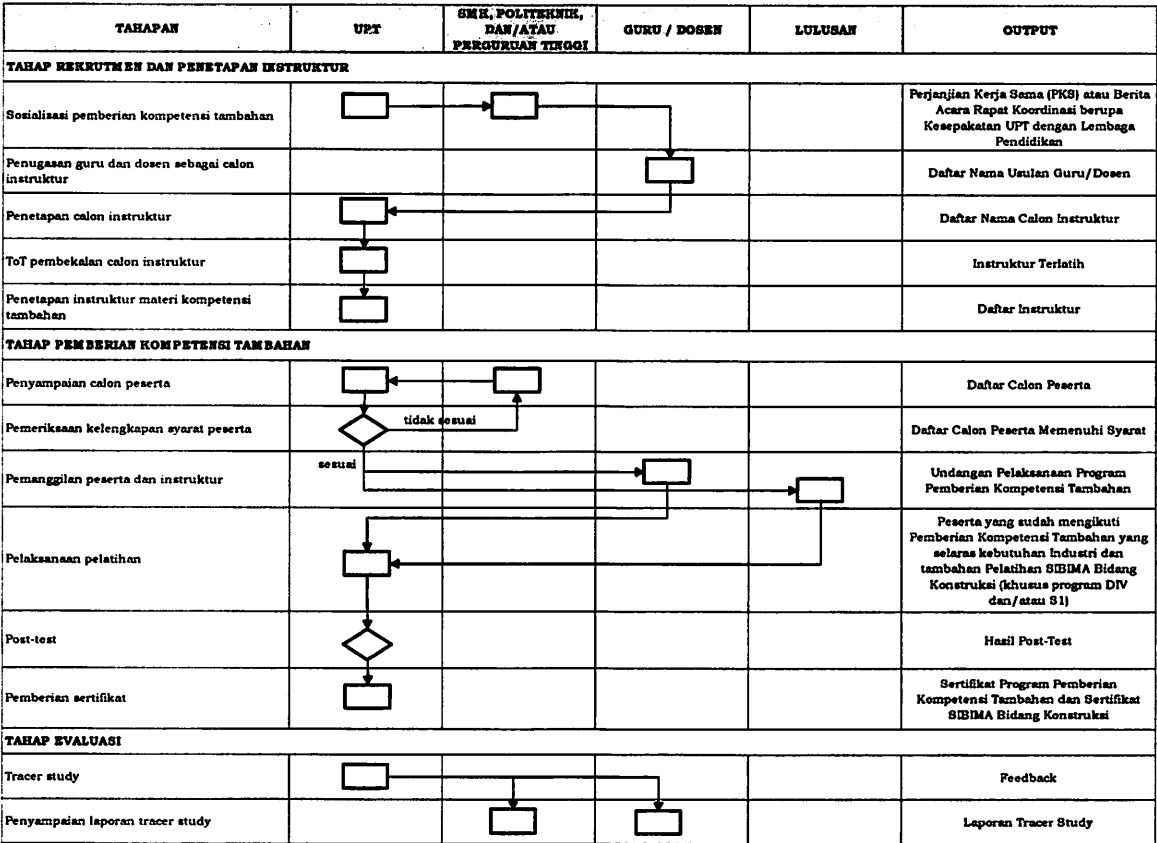 TAHAPAN
UPT
SMK, POLITEKNIK,
DAN/ATAU
PERGURUAN TINGGI
GURU / DOSEN
LULUSAN
OUTPUT
TAHAP REKRUTMEN DAN PENETAPAN INSTRUKTUR
Sosialisasi pemberian kompetensi tambahan
Perjanjian Kerja Sama (PKS) atau Berita
Acara Rapat Koordinasi berupa
Kesepakatan UPT dengan Lembaga
Pendidikan
Penugasan guru dan dosen sebagai calon
instruktur
Daftar Nama Usulan Guru/Dosen
Penetapan calon instruktur
Daftar Nama Calon Instruktur
ToT pembekalan calon instruktur
Instruktur Terlatih
Penetapan instruktur materi kompetensi
tambahan
Daftar Instruktur
TAHAP PEMBERIAN KOMPETENSI TAMBAHAN
Penyampaian calon peserta
Daftar Calon Peserta
Pemeriksaan kelengkapan syarat peserta
tidak sesuai
Daftar Calon Peserta Memenuhi Syarat
sesuai
Pemanggilan peserta dan instruktur
Undangan Pelaksanaan Program
Pemberian Kompetensi Tambahan
Pelaksanaan pelatihan
Peserta yang sudah mengikuti
Pemberian Kompetensi Tambahan yang
selaras kebutuhan Industri dan
tambahan Pelatihan SIBIMA Bidang
Konstruksi (khusus program DIV
dan/atau S1)
Post-test
Hasil Post-Test
Pemberian sertifikat
Sertifikat Program Pemberian
Kompetensi Tambahan dan Sertifikat
SIBIMA Bidang Konstruksi
TAHAP EVALUASI
Tracer study
Feedback
Penyampaian laporan tracer study
Laporan Tracer Study